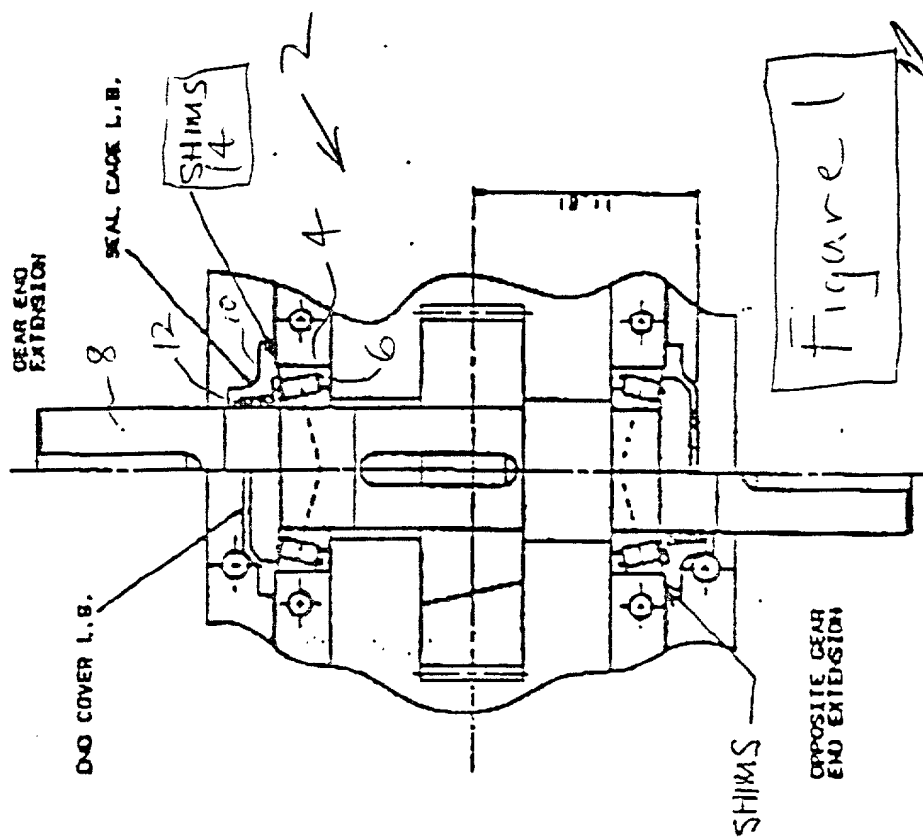 GEAR END
EXTENSION
SEAL CAGE L.B.
SHIMS
14
2
8
12
10
4
6
END COVER L.B.
SHIMS
OPPOSITE GEAR
END EXTENSION
Figure 1